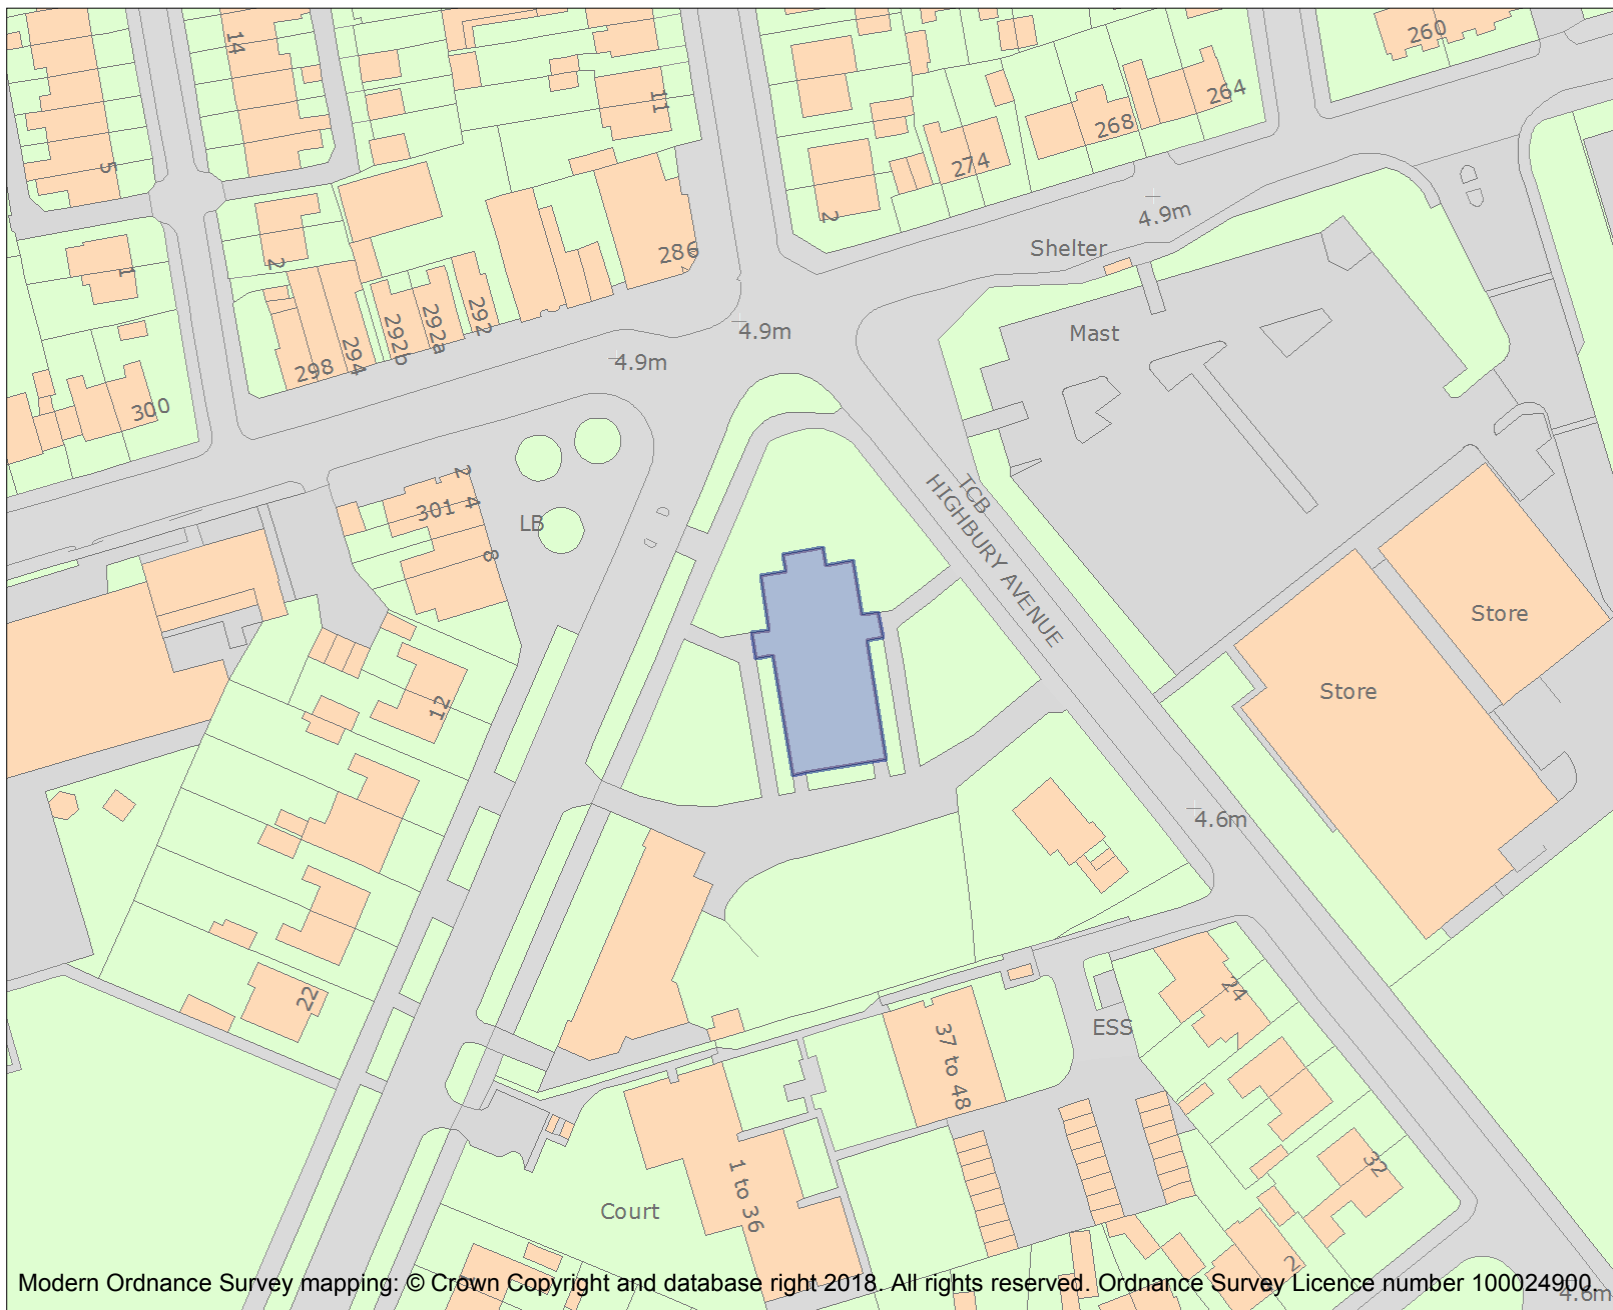 14
260
11
264
268
5
274
2
4.9m
286
Shelter
1
2
292
4.9m
Mast
292a
292b
4.9m
294
298
300
2
301
4
TCB
LB
HIGHBURY AVENUE
8
Store
Store
12
4.6m
22
24
ESS
37 to 48
32
1 to 36
Court
2
Modern Ordnance Survey mapping: © Crown Copyright and database right 2018. All rights reserved. Ordnance Survey Licence number 100024900.
4.6m